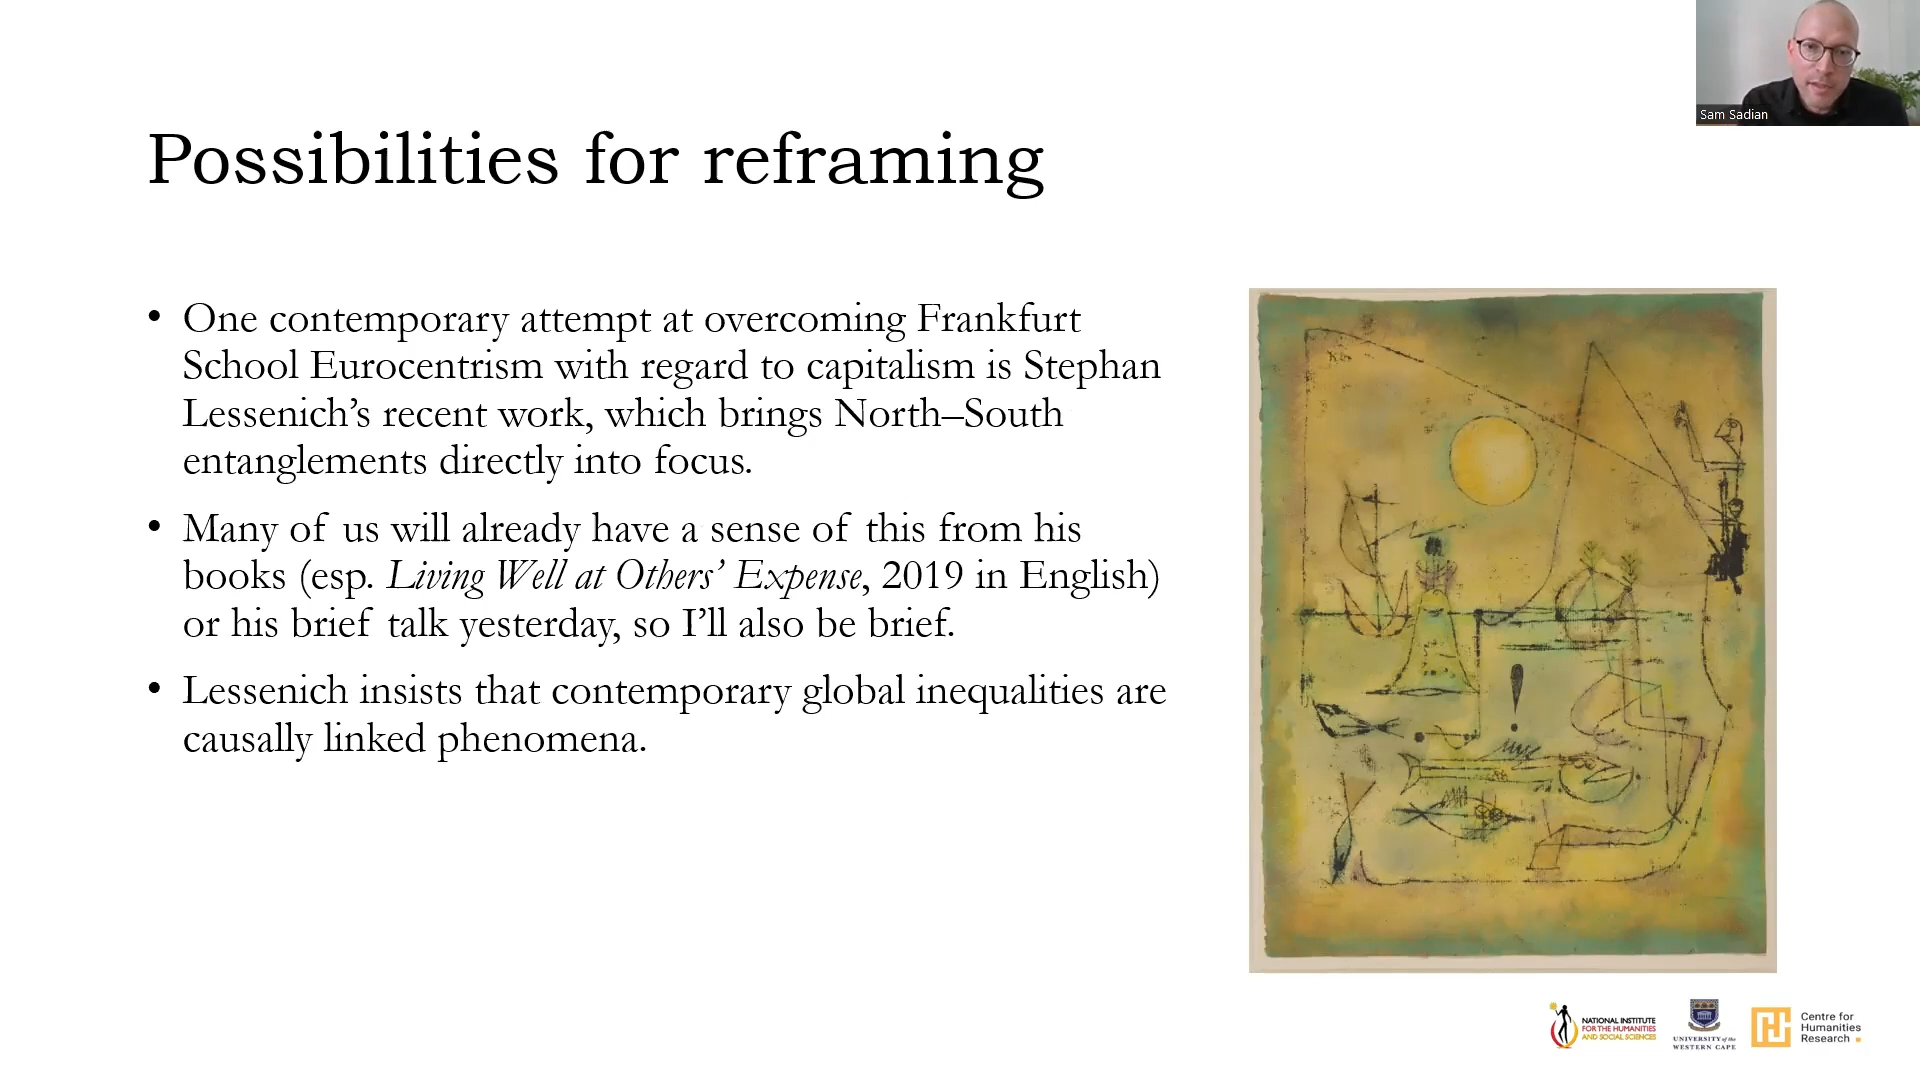 Sam Sadian
Possibilities for reframing
• One contemporary attempt at overcoming Frankfurt
School Eurocentrism with regard to capitalism is Stephan
Lessenich’s recent work, which brings North–South
entanglements directly into focus.
• Many of us will already have a sense of this from his
books (esp. Living Well at Others’ Expense, 2019 in English)
or his brief talk yesterday, so I’ll also be brief.
• Lessenich insists that contemporary global inequalities are
causally linked phenomena.
!
NATIONAL INSTITUTE
FOR THE HUMANITIES
AND SOCIAL SCIENCES
UNIVERSITY of the
WESTERN CAPE
Centre for
Humanities
Research